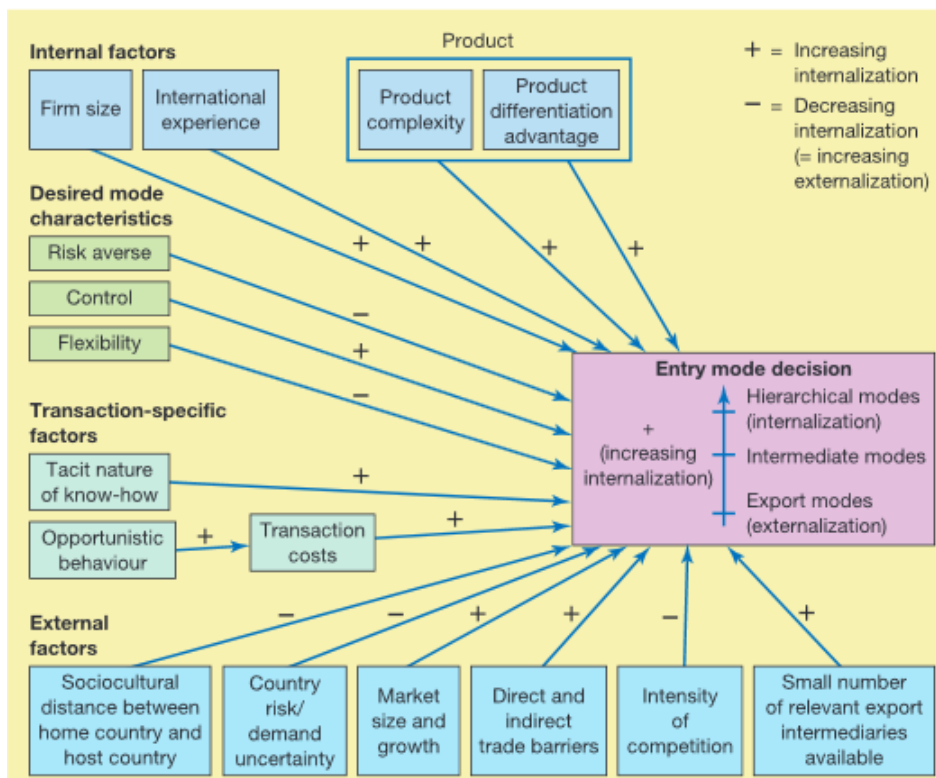 Internal factors
Firm size
International
experience
Product
Product
complexity
Product
differentiation
advantage
+ = Increasing
internalization
− = Decreasing
internalization
(= increasing
externalization)
Desired mode
characteristics
Risk averse
Control
Flexibility
+
+
+
+
−
+
−
Entry mode decision
+
(increasing
internalization)
Hierarchical modes
(internalization)
Intermediate modes
Export modes
(externalization)
Transaction-specific
factors
Tacit nature
of know-how
+
Opportunistic
behaviour
+
Transaction
costs
+
External
factors
−
−
+
+
−
+
Sociocultural
distance between
home country and
host country
Country
risk/
demand
uncertainty
Market
size and
growth
Direct and
indirect
trade barriers
Intensity
of
competition
Small number
of relevant export
intermediaries
available